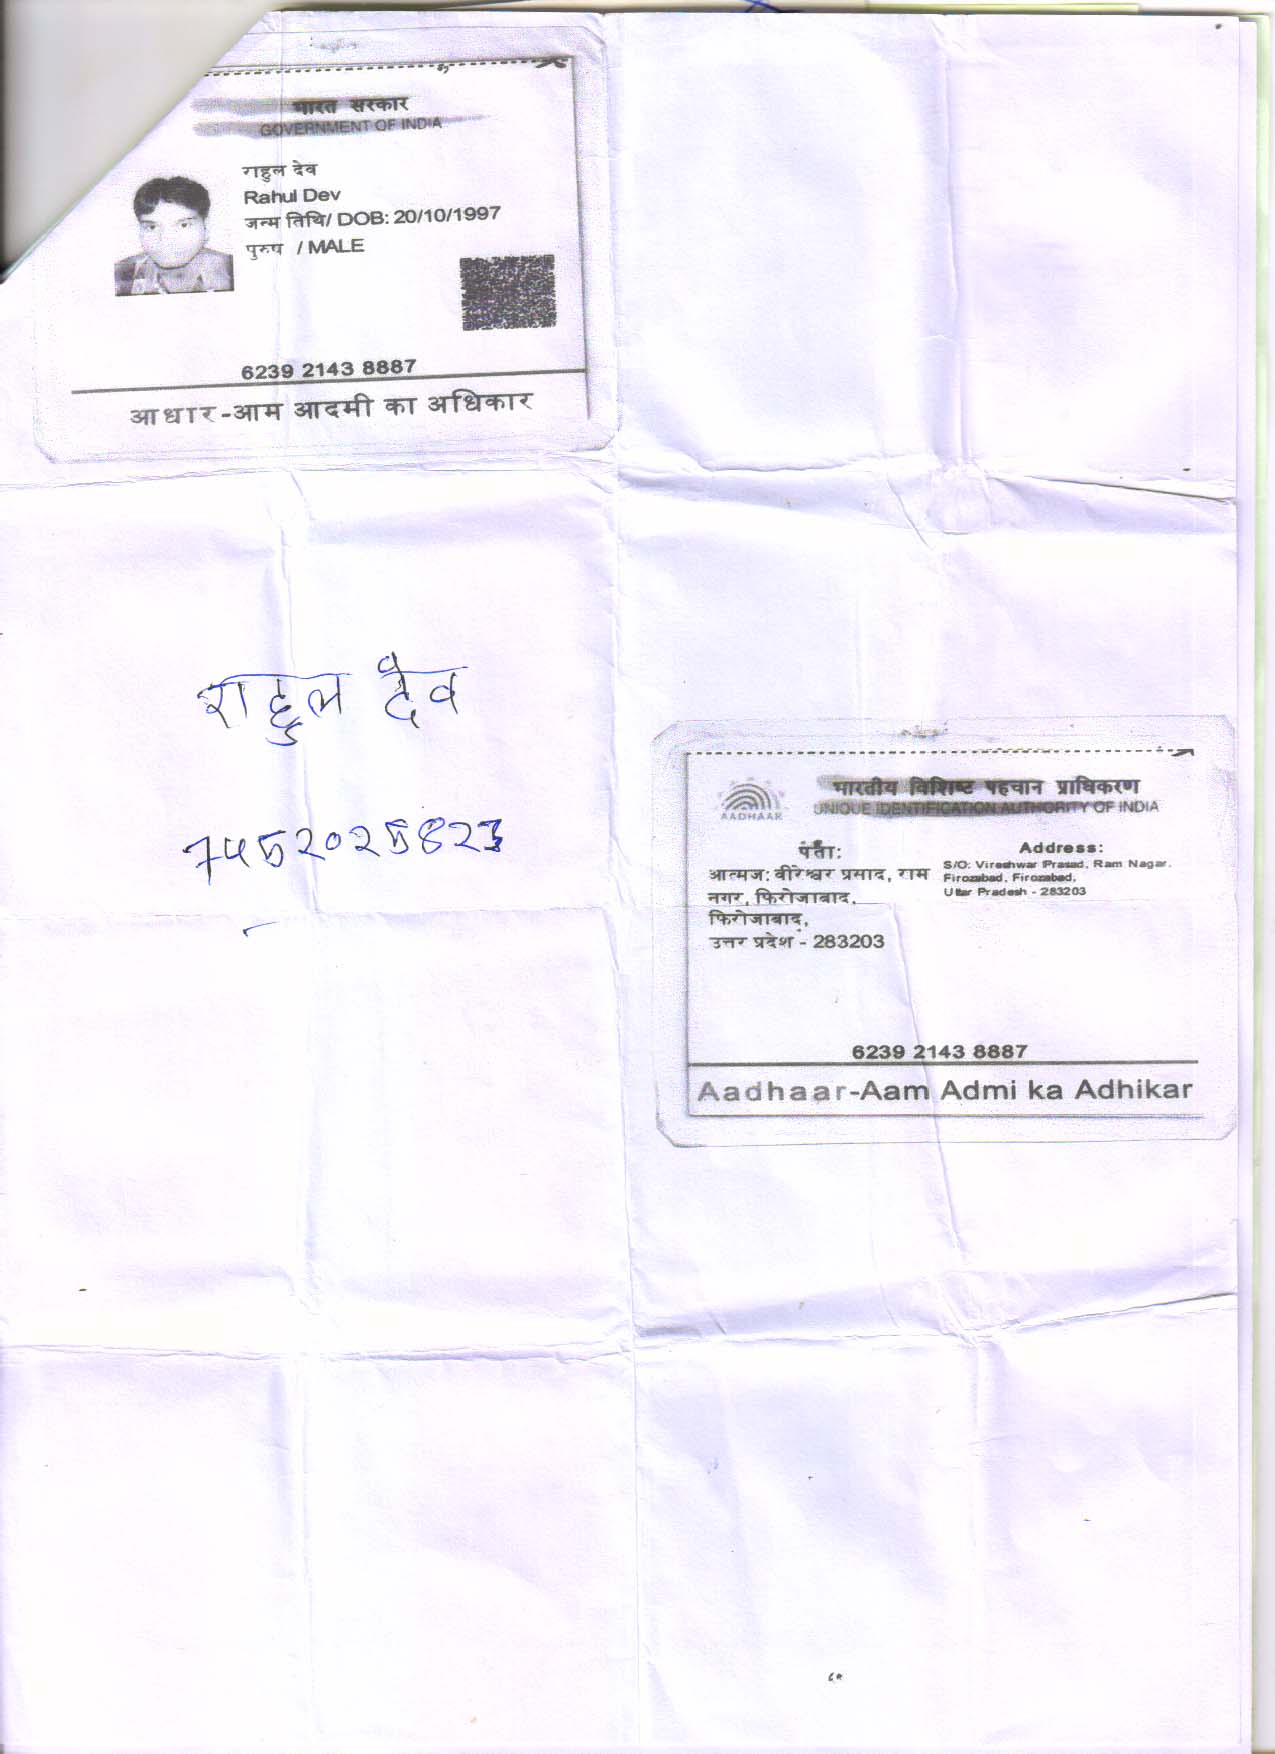 भारत सरकार
GOVERNMENT OF INDIA
राहुल देव
Rahul Dev
जन्म तिथि/ DOB: 20/10/1997
पुरुष / MALE
6239 2143 8887
आधार-आम आदमी का अधिकार
राहुल देव
7452025823
भारतीय विशिष्ट पहचान प्राधिकरण
AADHAAR
UNIQUE IDENTIFICATION AUTHORITY OF INDIA
पता:
आत्मज: वीरेश्वर प्रसाद, राम
नगर, फिरोजाबाद,
फिरोजाबाद,
उत्तर प्रदेश - 283203
Address:
S/O: Vireshwar Prasad, Ram Nagar,
Firozabad, Firozabad,
Uttar Pradesh - 283203
6239 2143 8887
Aadhaar-Aam Admi ka Adhikar